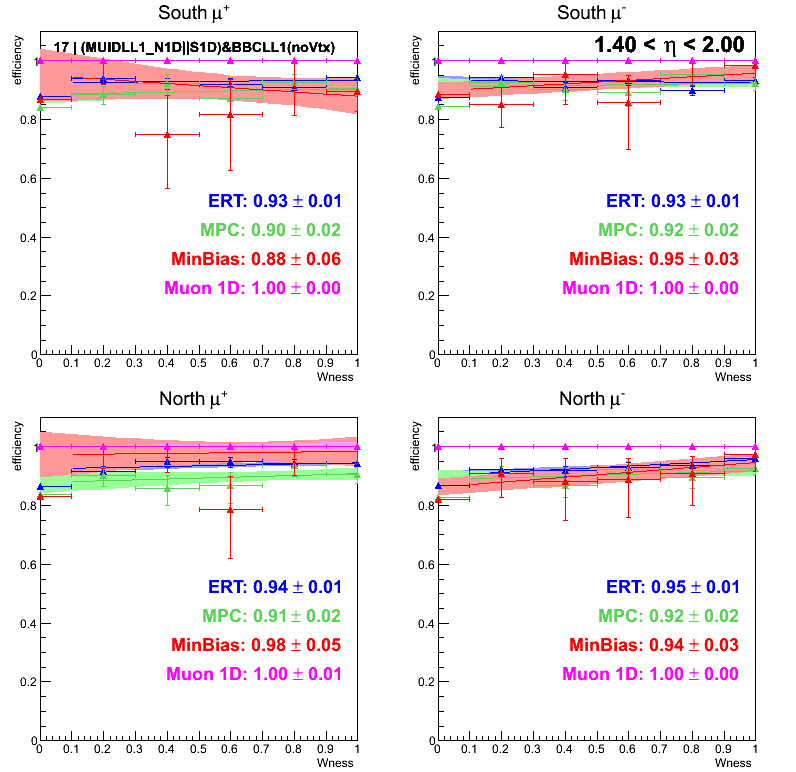 South μ+
efficiency
17 | (MUIDLL1_N1D||S1D)&BBCLL1(noVtx)
1
0.8
0.6
0.4
0.2
0
ERT: 0.93 ± 0.01
MPC: 0.90 ± 0.02
MinBias: 0.88 ± 0.06
Muon 1D: 1.00 ± 0.00
0 0.1 0.2 0.3 0.4 0.5 0.6 0.7 0.8 0.9 1
Wness
South μ-
efficiency
1.40 < η < 2.00
1
0.8
0.6
0.4
0.2
0
ERT: 0.93 ± 0.01
MPC: 0.92 ± 0.02
MinBias: 0.95 ± 0.03
Muon 1D: 1.00 ± 0.00
0 0.1 0.2 0.3 0.4 0.5 0.6 0.7 0.8 0.9 1
Wness
North μ+
efficiency
1
0.8
0.6
0.4
0.2
0
ERT: 0.94 ± 0.01
MPC: 0.91 ± 0.02
MinBias: 0.98 ± 0.05
Muon 1D: 1.00 ± 0.01
0 0.1 0.2 0.3 0.4 0.5 0.6 0.7 0.8 0.9 1
Wness
North μ-
efficiency
1
0.8
0.6
0.4
0.2
0
ERT: 0.95 ± 0.01
MPC: 0.92 ± 0.02
MinBias: 0.94 ± 0.03
Muon 1D: 1.00 ± 0.00
0 0.1 0.2 0.3 0.4 0.5 0.6 0.7 0.8 0.9 1
Wness